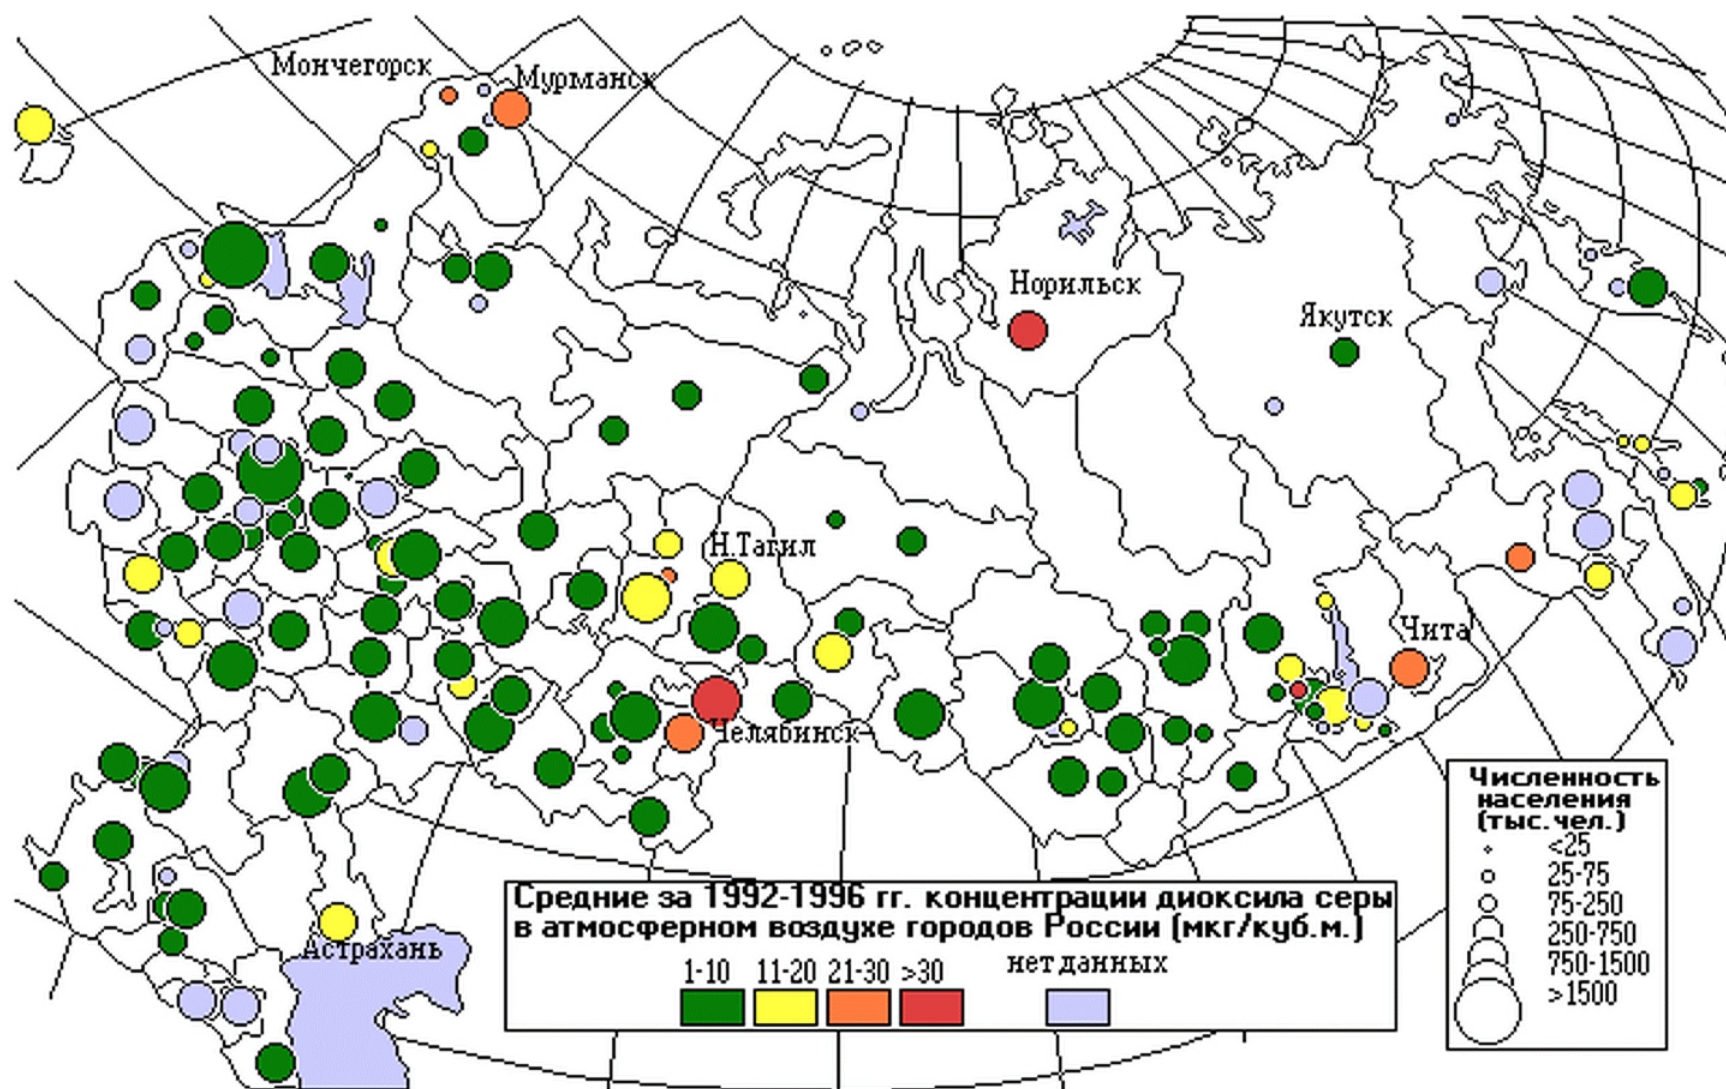 Мончегорск
Мурманск
Норильск
Якутск
Н.Тагил
Чита
Челябинск
Астрахань
Численность
населения
(тыс.чел.)
<25
25-75
75-250
250-750
750-1500
>1500
Средние за 1992-1996 гг. концентрации диоксила серы
в атмосферном воздухе городов России (мкг/куб.м.)
1-10 11-20 21-30 >30 нет данных